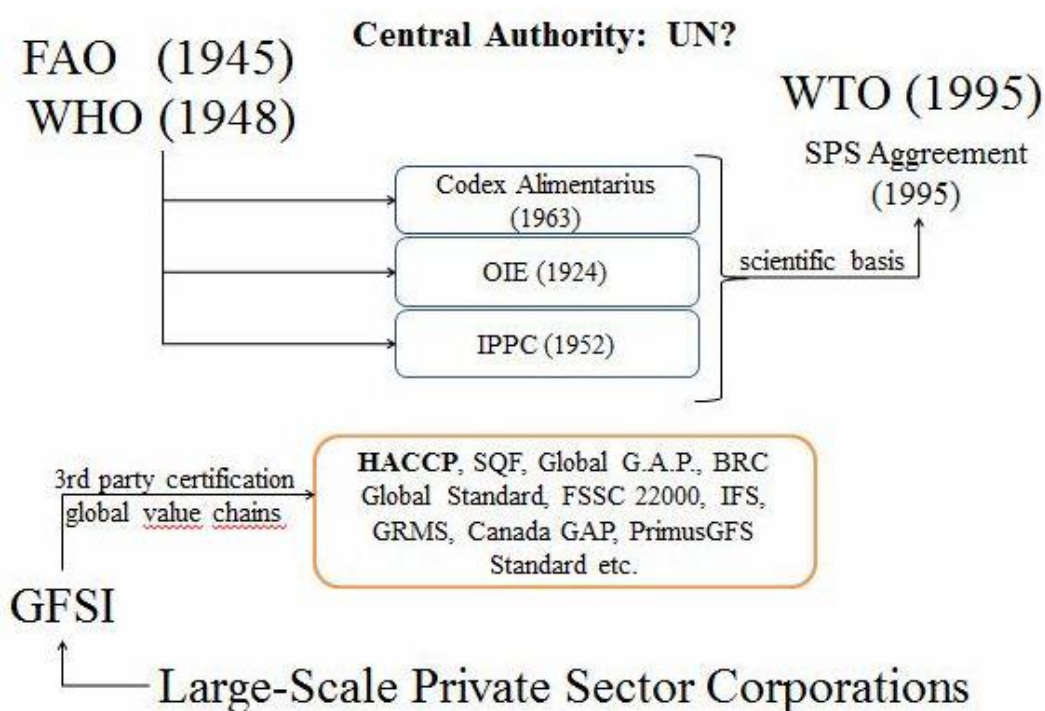 Central Authority: UN?
FAO (1945)
WHO (1948)
WTO (1995)
SPS Aggreement
(1995)
Codex Alimentarius
(1963)
OIE (1924)
scientific basis
IPPC (1952)
3rd party certification
global value chains
HACCP, SQF, Global G.A.P., BRC
Global Standard, FSSC 22000, IFS,
GRMS, Canada GAP, PrimusGFS
Standard etc.
GFSI
Large-Scale Private Sector Corporations